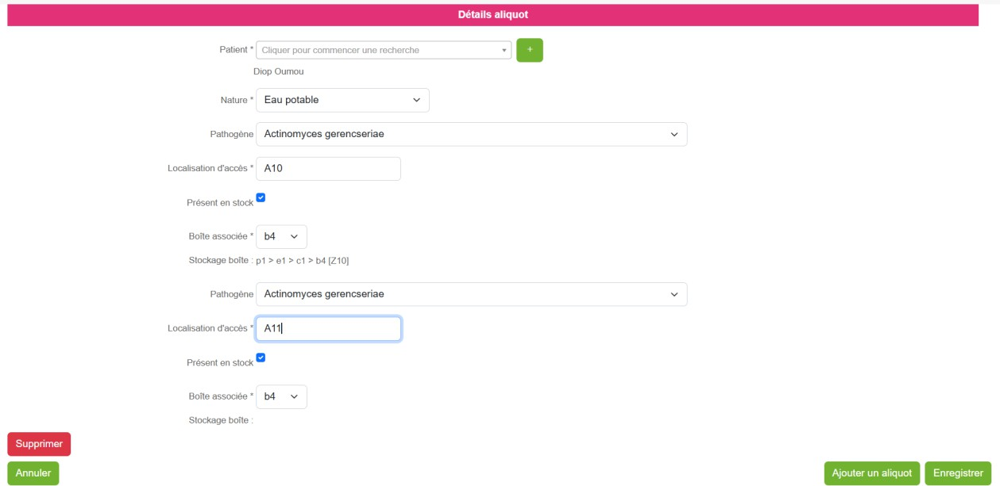 Détails aliquot
Patient * Cliquer pour commencer une recherche +
Diop Oumou
Nature * Eau potable
Pathogène Actinomyces gerencseriae
Localisation d'accès * A10
Présent en stock
Boîte associée * b4
Stockage boîte : p1 > e1 > c1 > b4 [Z10]
Pathogène Actinomyces gerencseriae
Localisation d'accès * A11
Présent en stock
Boîte associée * b4
Stockage boîte :
Supprimer
Annuler Ajouter un aliquot Enregistrer